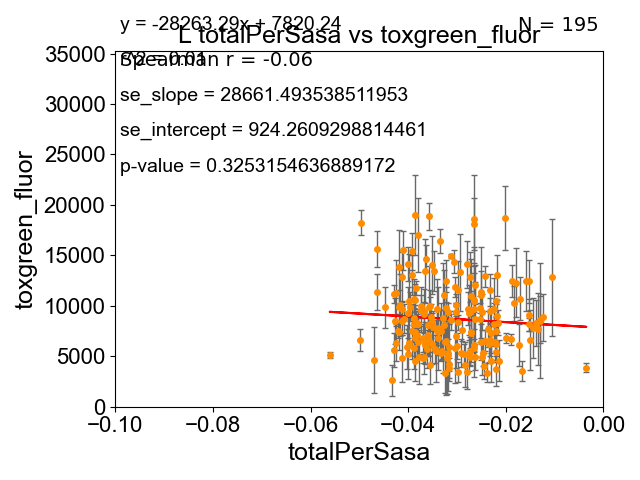 y = -28263.29x + 7820.24
N = 195
L totalPerSasa vs toxgreen_fluor
r^2 = 0.01
Spearman r = -0.06
se_slope = 28661.493538511953
se_intercept = 924.2609298814461
p-value = 0.3253154636889172
toxgreen_fluor
35000
30000
25000
20000
15000
10000
5000
0
−0.10
−0.08
−0.06
−0.04
−0.02
0.00
totalPerSasa